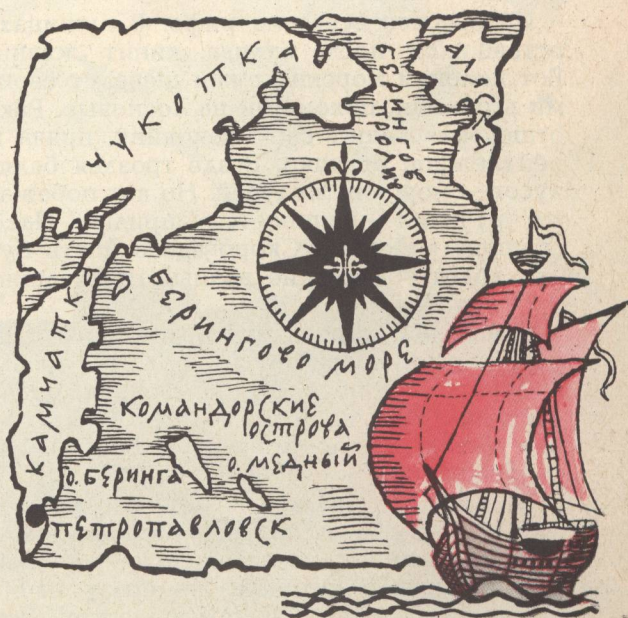 ЧУКОТКА
БЕРИНГОВ
ПРОЛИВ
АЛЯСКА
БЕРИНГОВО МОРЕ
КАМЧАТКА
КОМАНДОРСКИЕ
ОСТРОВА
О. БЕРИНГА
О. МЕДНЫЙ
ПЕТРОПАВЛОВСК